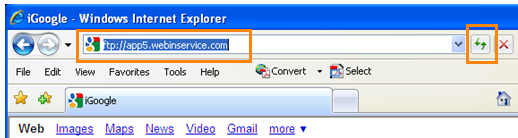 iGoogle - Windows Internet Explorer
ftp://app5.webinservice.com
File Edit View Favorites Tools Help Convert Select
iGoogle
Web Images Maps News Video Gmail more ▼